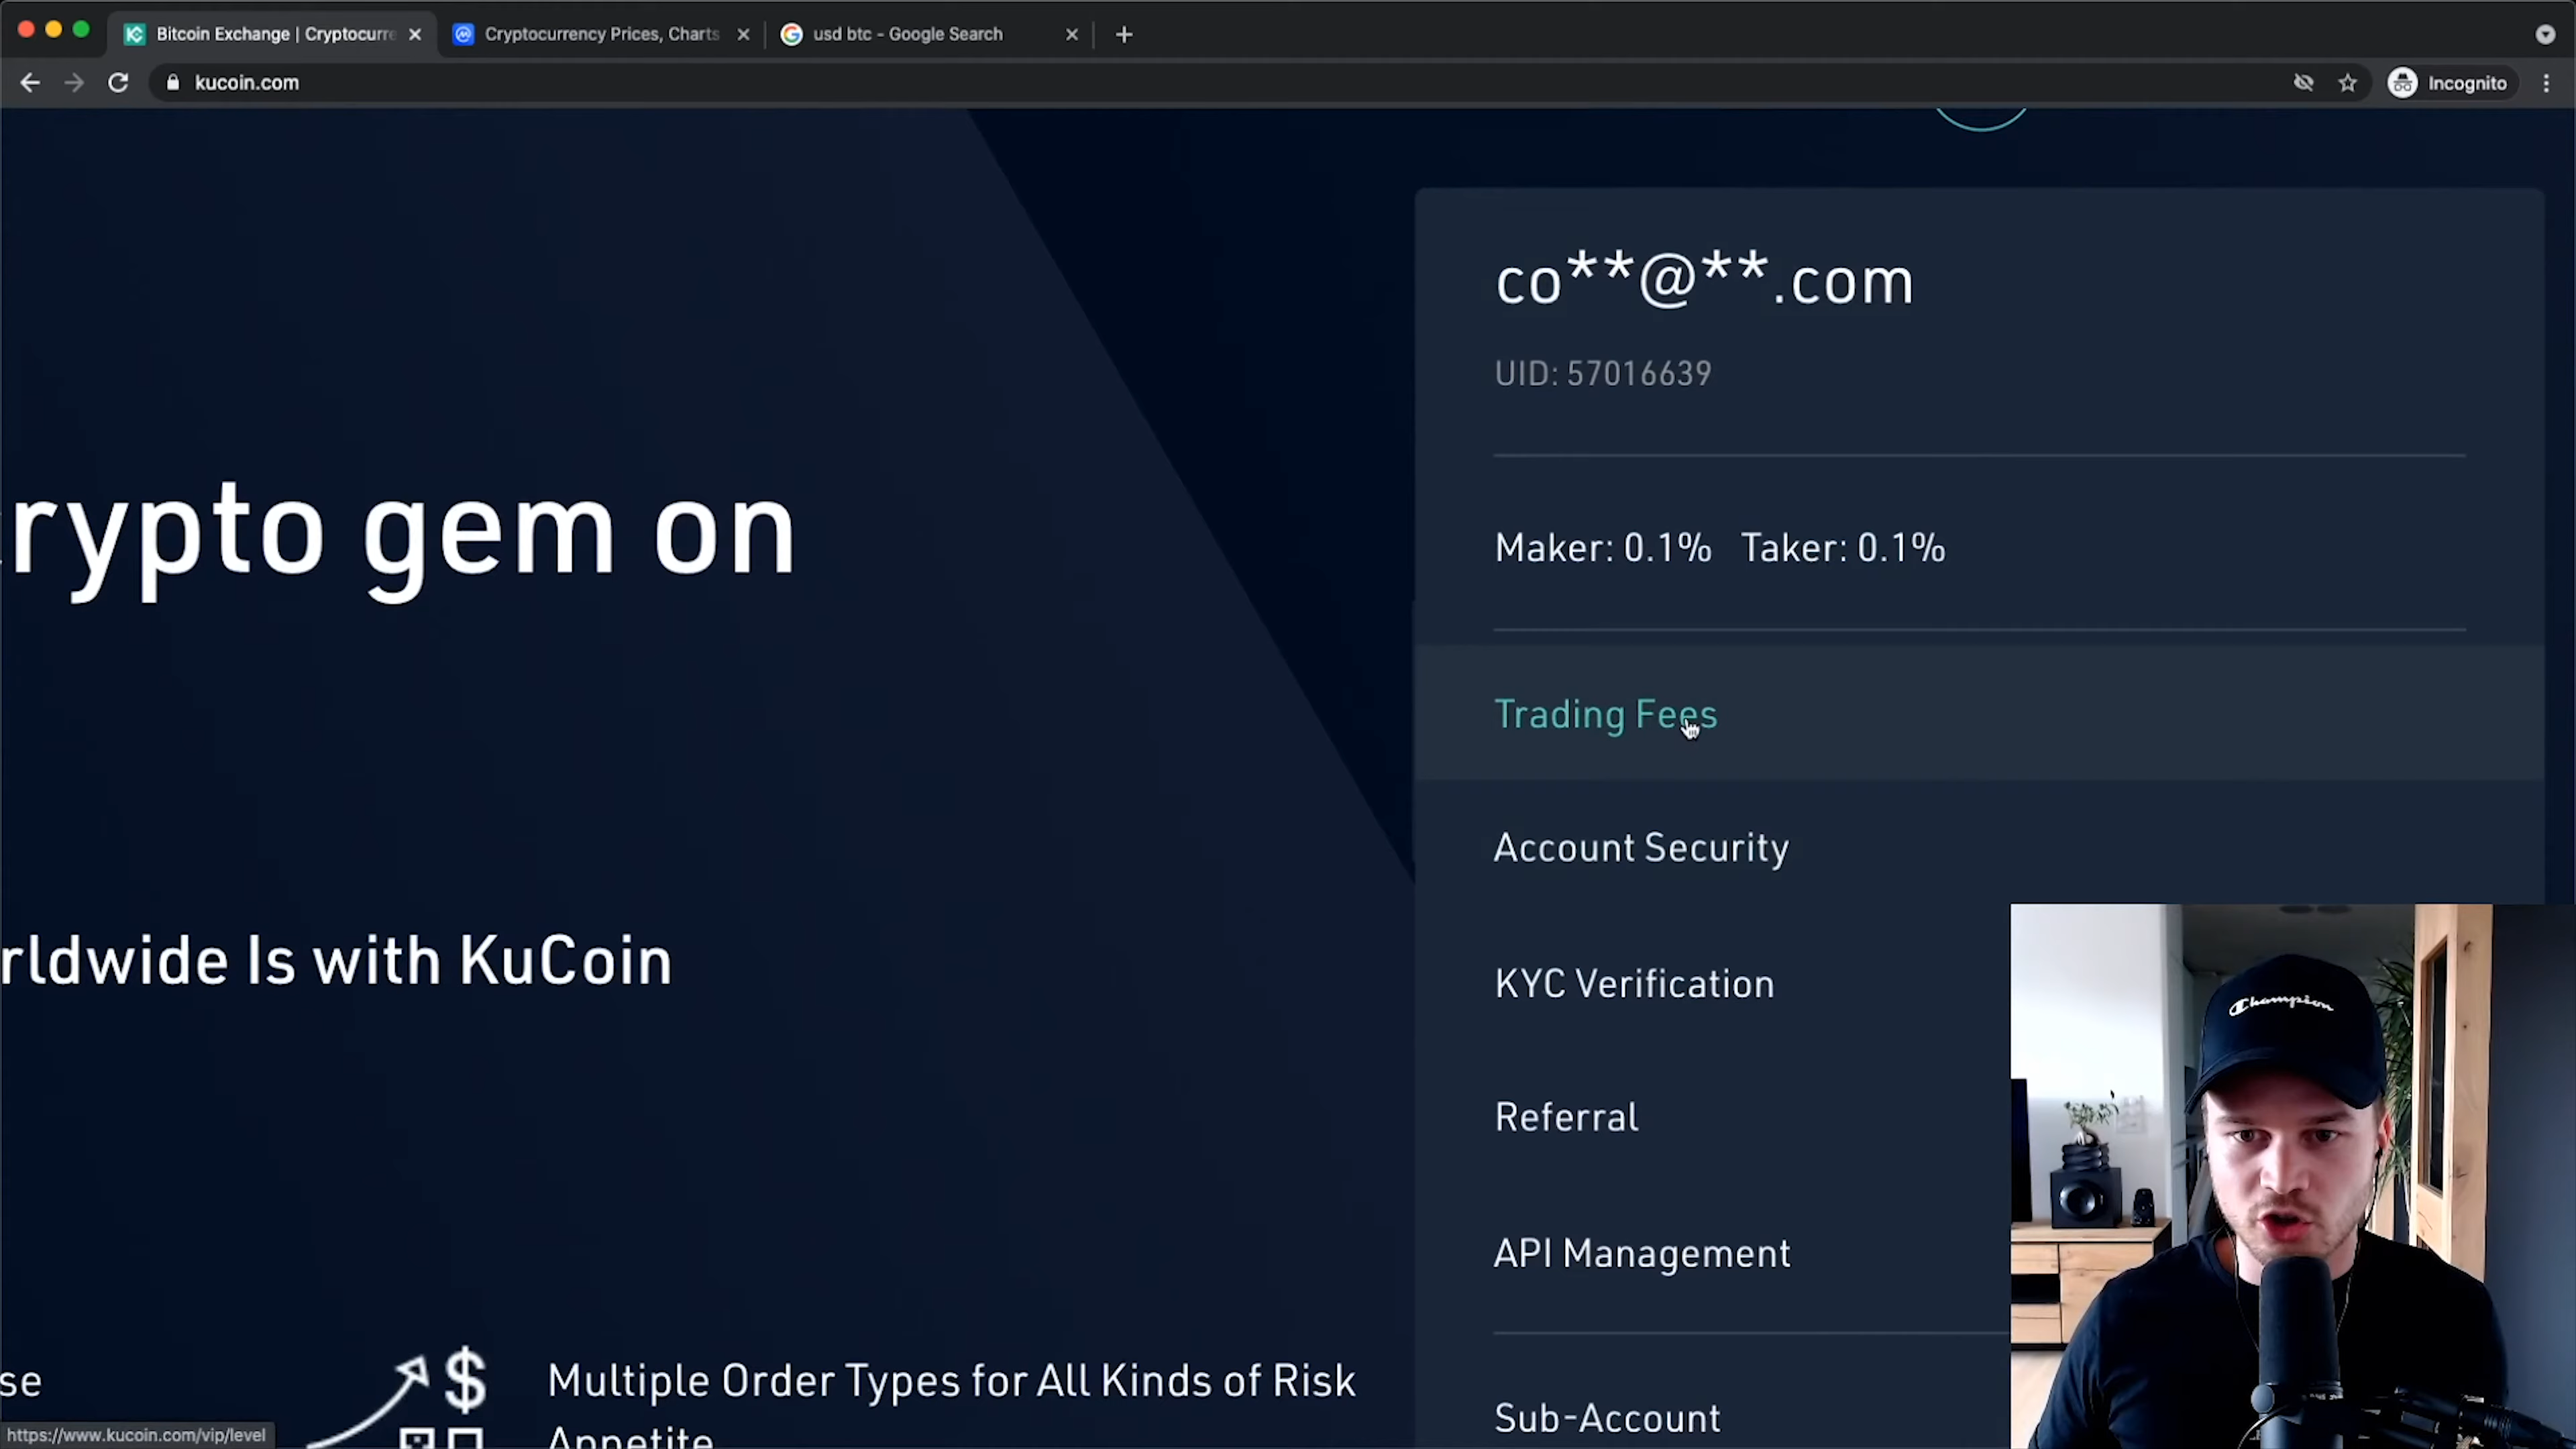 Bitcoin Exchange | Cryptocurre
Cryptocurrency Prices, Charts
usd btc - Google Search
kucoin.com
Incognito
co**@**.com
UID: 57016639
rypto gem on
Maker: 0.1% Taker: 0.1%
Trading Fees
Account Security
rldwide Is with KuCoin
KYC Verification
Champion
Referral
API Management
se
$
Multiple Order Types for All Kinds of Risk
Appetite
Sub-Account
https://www.kucoin.com/vip/level